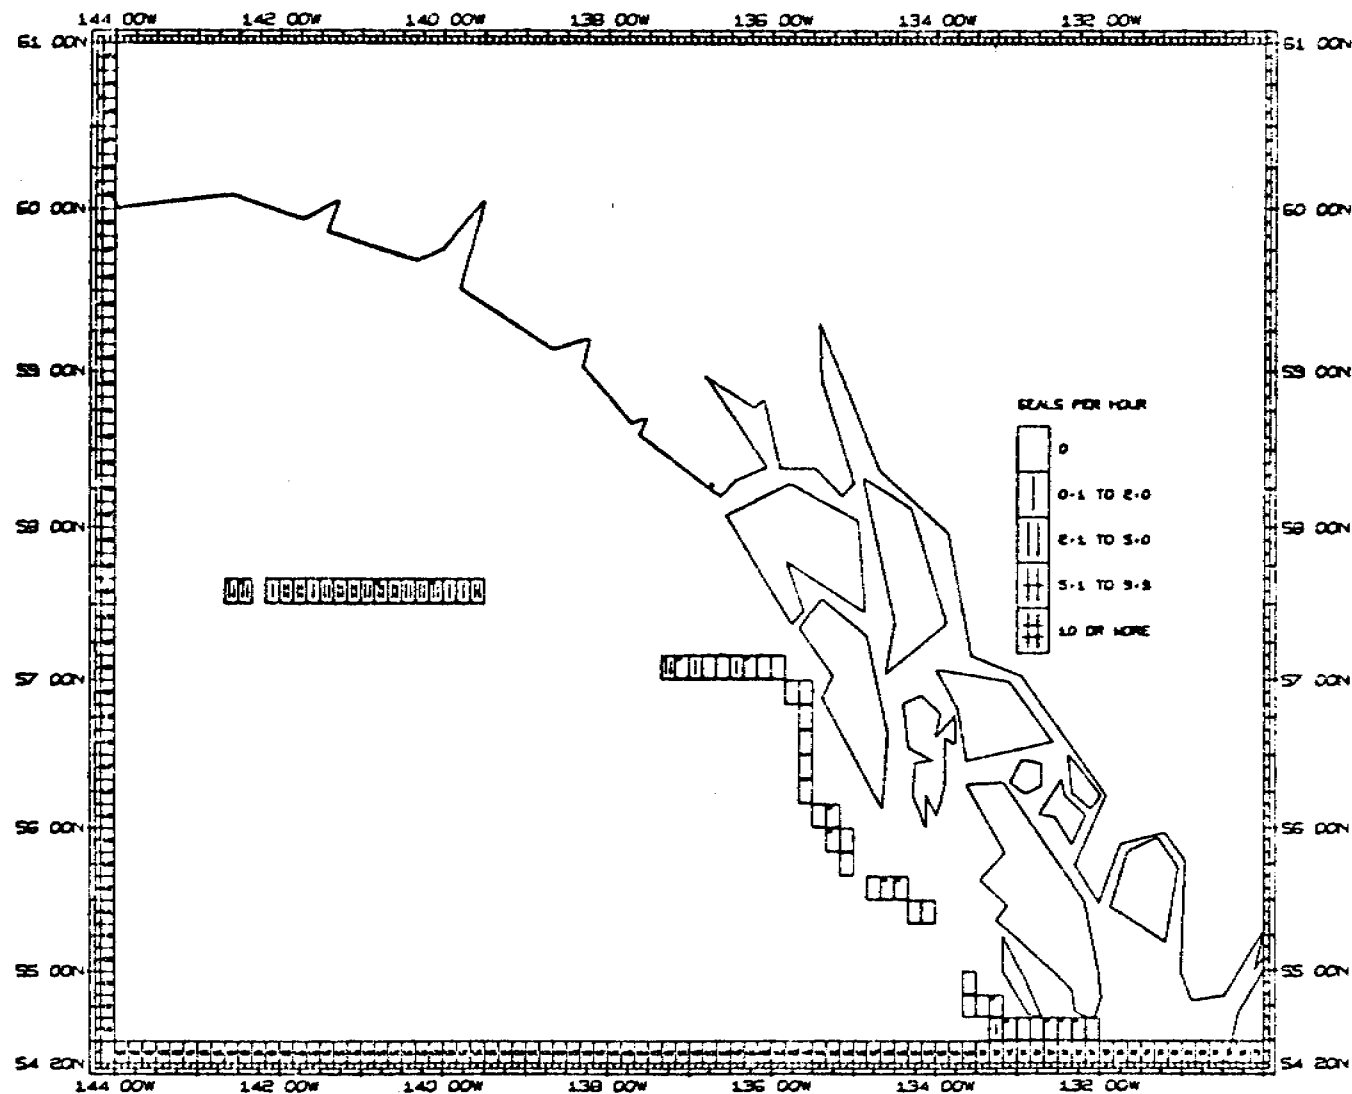 144 00W 142 00W 140 00W 138 00W 136 00W 134 00W 132 00W
61 00N 61 00N
60 00N 60 00N
59 00N 59 00N
SEALS PER HOUR
0
0.1 TO 2.0
58 00N 58 00N
2.1 TO 5.0
5.1 TO 9.9
10 OR MORE
57 00N 57 00N
56 00N 56 00N
55 00N 55 00N
54 20N 54 20N
144 00W 142 00W 140 00W 138 00W 136 00W 134 00W 132 00W